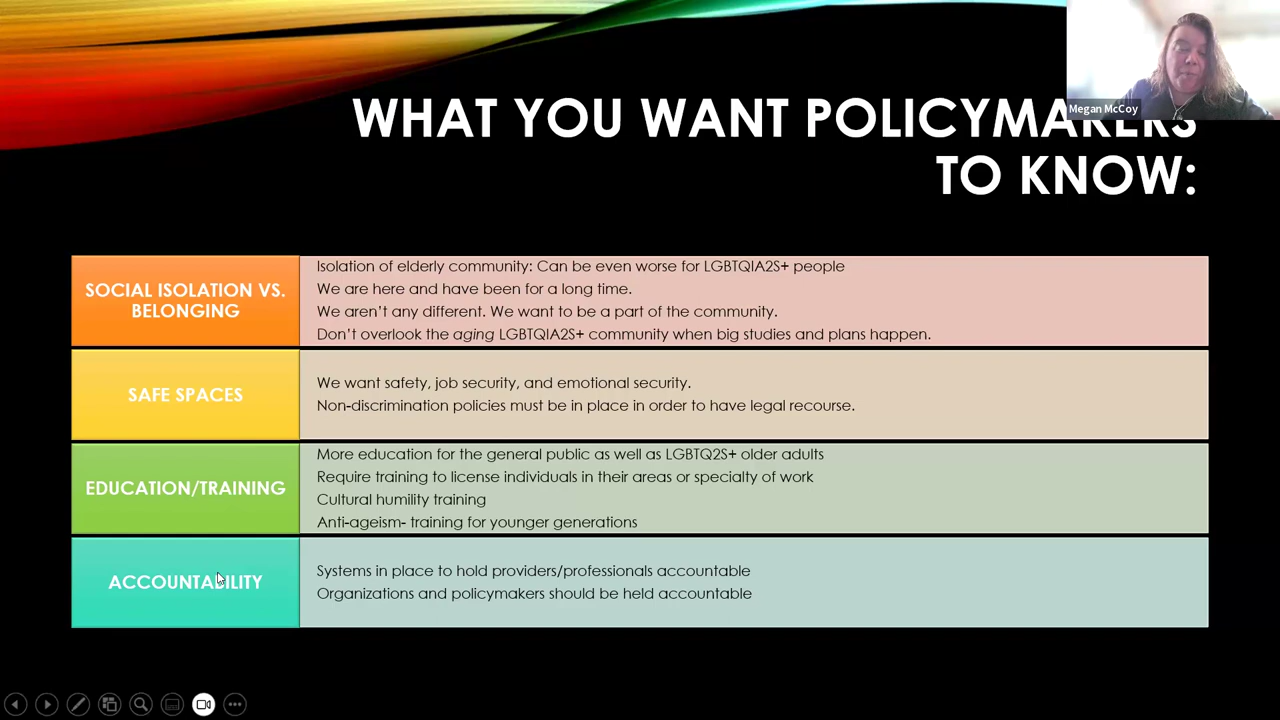 WHAT YOU WANT POLICYMAKERS
TO KNOW:
Megan McCoy
SOCIAL ISOLATION VS.
BELONGING
Isolation of elderly community: Can be even worse for LGBTQIA2S+ people
We are here and have been for a long time.
We aren't any different. We want to be a part of the community.
Don't overlook the aging LGBTQIA2S+ community when big studies and plans happen.
SAFE SPACES
We want safety, job security, and emotional security.
Non-discrimination policies must be in place in order to have legal recourse.
EDUCATION/TRAINING
More education for the general public as well as LGBTQ2S+ older adults
Require training to license individuals in their areas or specialty of work
Cultural humility training
Anti-ageism- training for younger generations
ACCOUNTABILITY
Systems in place to hold providers/professionals accountable
Organizations and policymakers should be held accountable